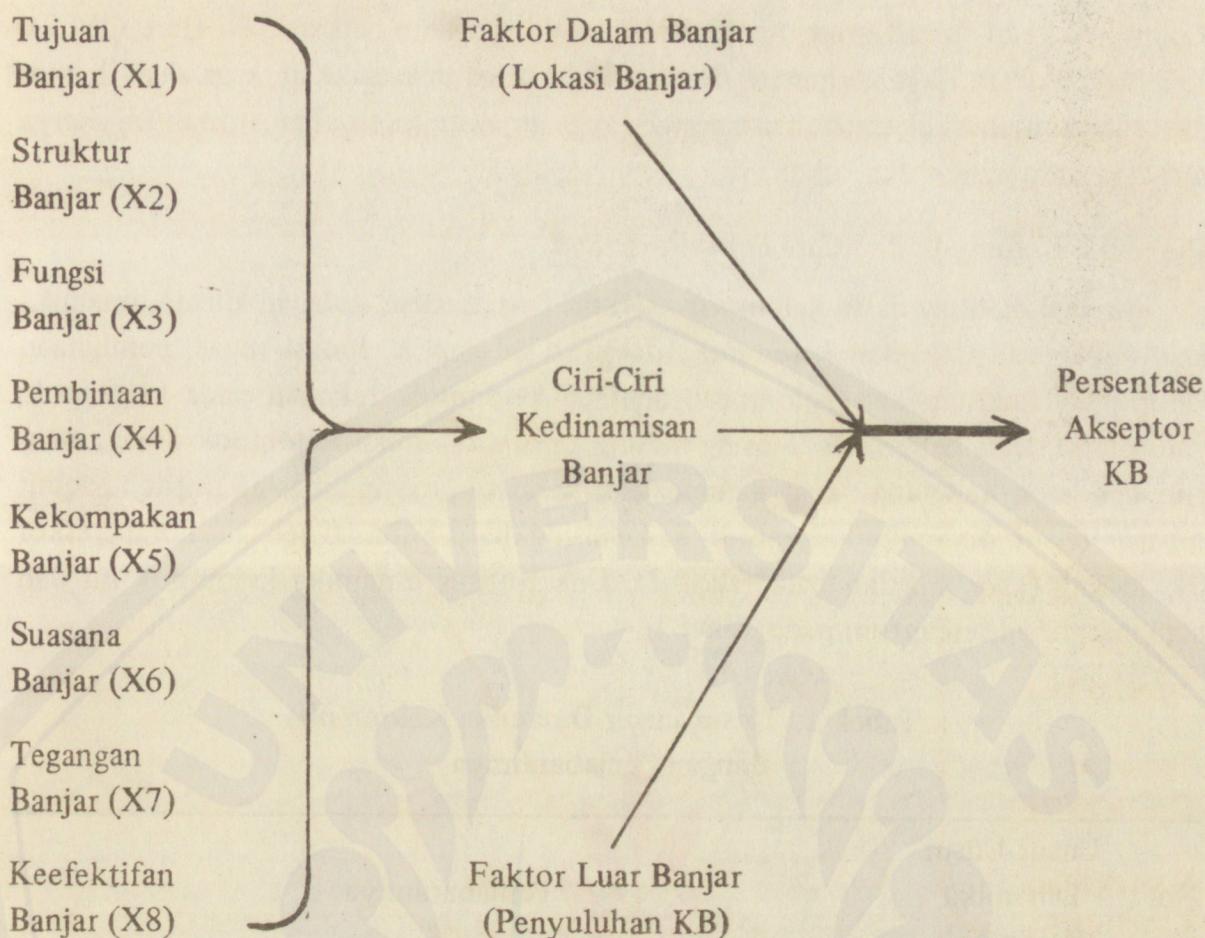 Tujuan
Banjar (X1)
Struktur
Banjar (X2)
Fungsi
Banjar (X3)
Pembinaan
Banjar (X4)
Kekompakan
Banjar (X5)
Suasana
Banjar (X6)
Tegangan
Banjar (X7)
Keefektifan
Banjar (X8)
Faktor Dalam Banjar
(Lokasi Banjar)
Ciri-Ciri
Kedinamisan
Banjar
Faktor Luar Banjar
(Penyuluhan KB)
Persentase
Akseptor
KB
UNIVERSITAS